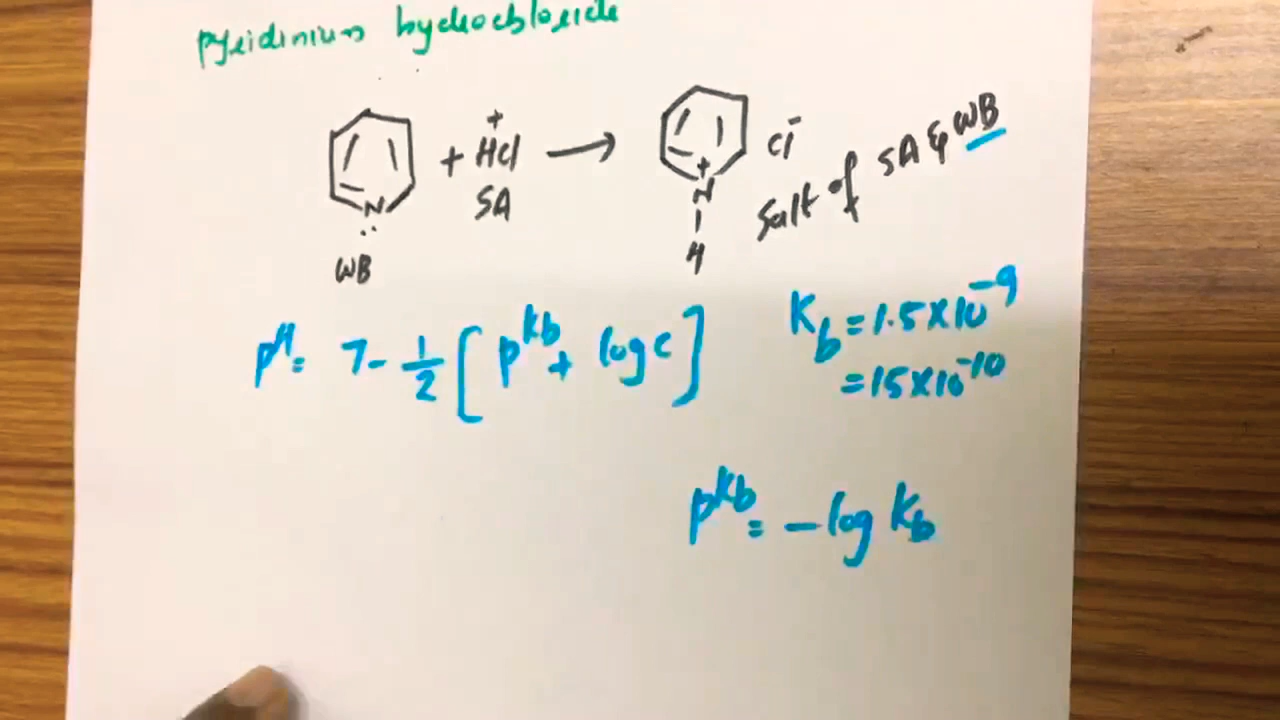 pyridinium hydrochloride
N + HCl + → N + H Cl⁻
WB SA Salt of SA & WB
pH = 7 - 1/2 [pkb + log c]
Kb = 1.5×10⁻⁹
= 15×10⁻¹⁰
pkb = -log kb